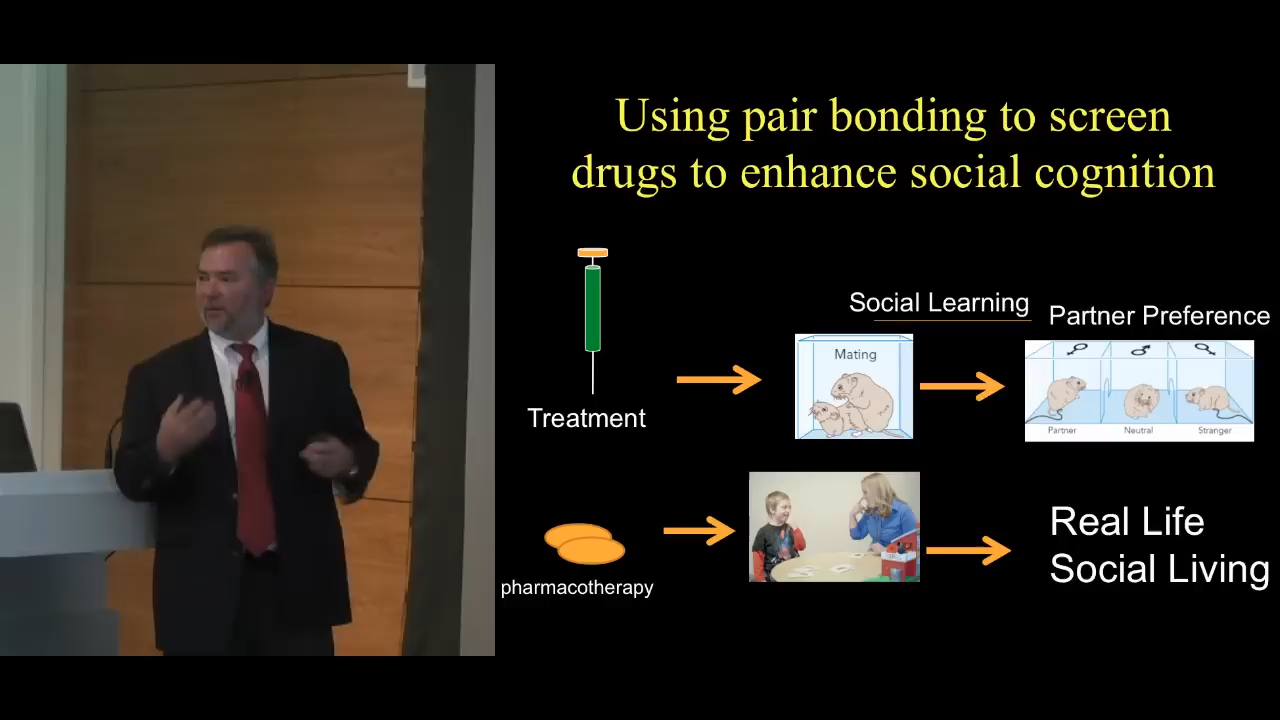 Using pair bonding to screen
drugs to enhance social cognition
Social Learning
Partner Preference
Mating
Treatment
Partner
Neutral
Stranger
pharmacotherapy
Real Life
Social Living